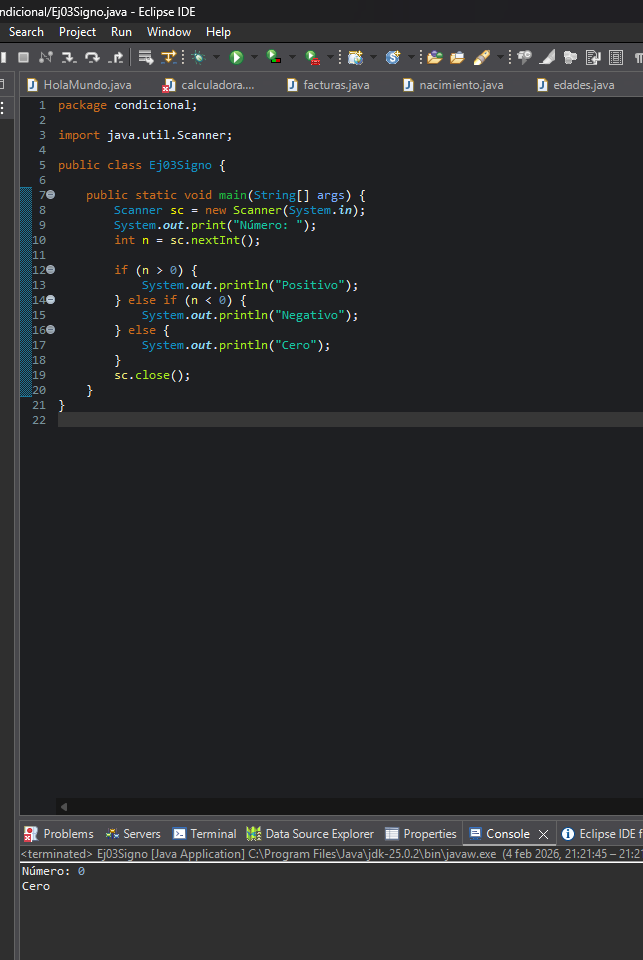 ndicional/Ej03Signo.java - Eclipse IDE
Search Project Run Window Help
HolaMundo.java calculadora.... facturas.java nacimiento.java edades.java
1 package condicional;
2
3 import java.util.Scanner;
4
5 public class Ej03Signo {
6
7 public static void main(String[] args) {
8 Scanner sc = new Scanner(System.in);
9 System.out.print("Número: ");
10 int n = sc.nextInt();
11
12 if (n > 0) {
13 System.out.println("Positivo");
14 } else if (n < 0) {
15 System.out.println("Negativo");
16 } else {
17 System.out.println("Cero");
18 }
19 sc.close();
20 }
21 }
22
Problems Servers Terminal Data Source Explorer Properties Console Eclipse IDE f
<terminated> Ej03Signo [Java Application] C:\Program Files\Java\jdk-25.0.2\bin\javaw.exe (4 feb 2026, 21:21:45 – 21:21
Número: 0
Cero